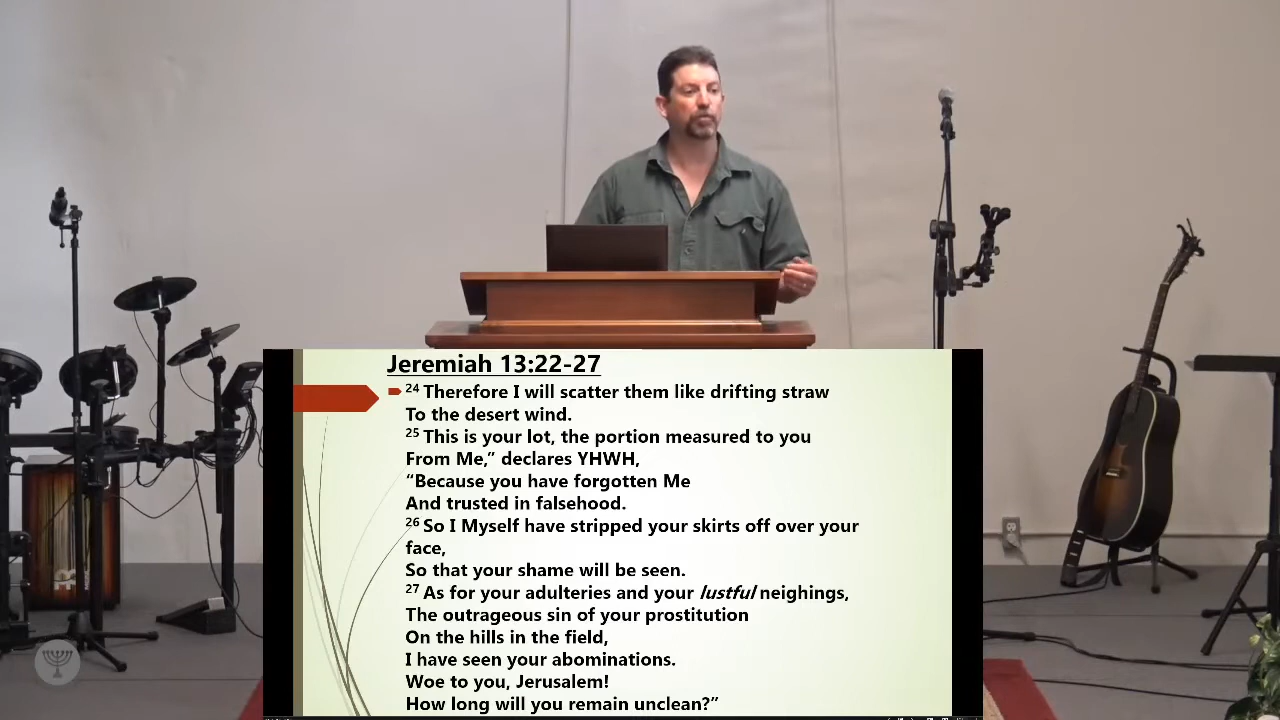 Jeremiah 13:22-27
24 Therefore I will scatter them like drifting straw
To the desert wind.
25 This is your lot, the portion measured to you
From Me,” declares YHWH,
“Because you have forgotten Me
And trusted in falsehood.
26 So I Myself have stripped your skirts off over your
face,
So that your shame will be seen.
27 As for your adulteries and your lustful neighings,
The outrageous sin of your prostitution
On the hills in the field,
I have seen your abominations.
Woe to you, Jerusalem!
How long will you remain unclean?”